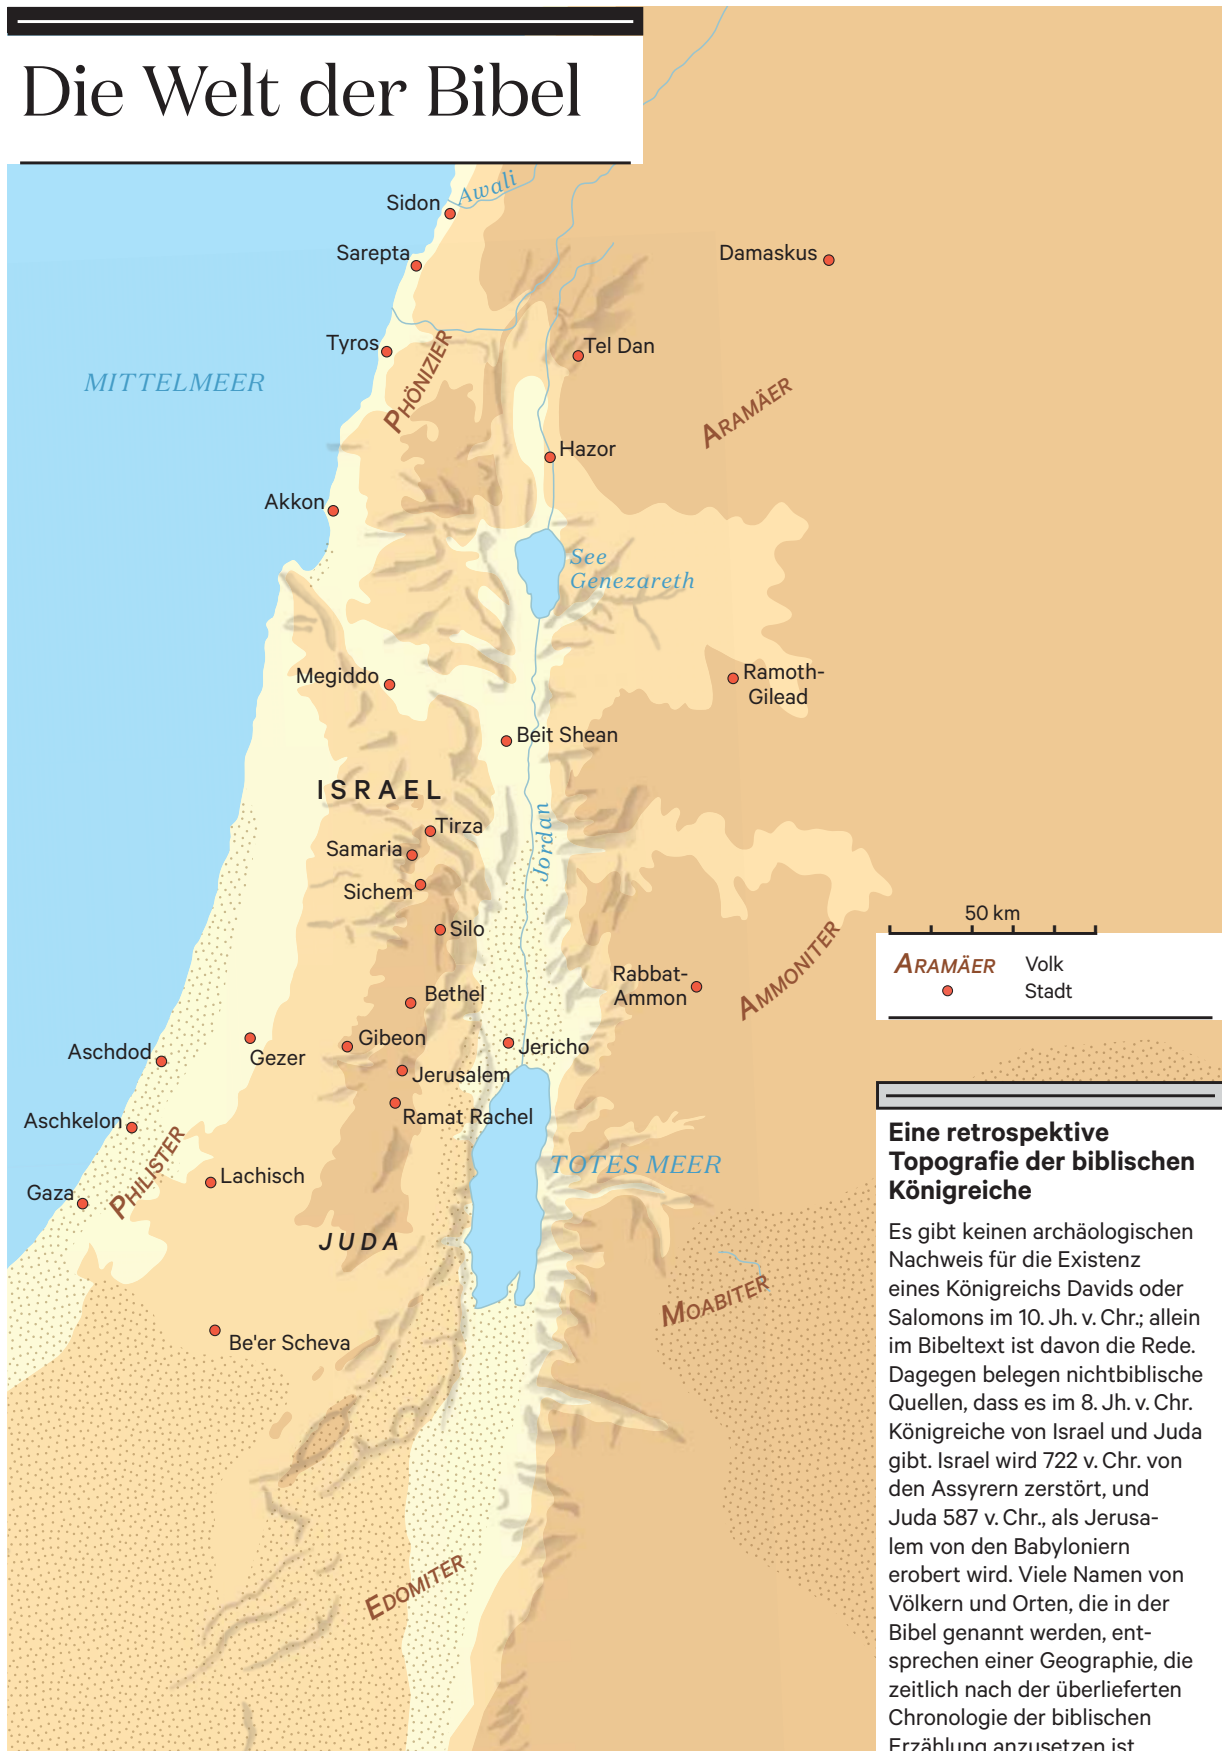 Die Welt der Bibel
Awali
Sidon
Sarepta
Damaskus
Tyros
Tel Dan
PHÖNIZIER
MITTELMEER
ARAMÄER
Hazor
Akkon
See
Genezareth
Megiddo
Ramoth-
Gilead
Beit Shean
ISRAEL
Jordan
Tirza
Samaria
Sichem
Silo
50 km
ARAMÄER Volk
Stadt
Rabbat-
Ammon
AMMONITER
Bethel
Gibeon
Jericho
Aschdod
Gezer
Jerusalem
Ramat Rachel
Aschkelon
PHILISTER
TOTES MEER
Lachisch
Gaza
JUDA
MOABITER
Be'er Scheva
EDOMITER
Eine retrospektive
Topografie der biblischen
Königreiche
Es gibt keinen archäologischen
Nachweis für die Existenz
eines Königreichs Davids oder
Salomons im 10. Jh. v. Chr.; allein
im Bibeltext ist davon die Rede.
Dagegen belegen nichtbiblische
Quellen, dass es im 8. Jh. v. Chr.
Königreiche von Israel und Juda
gibt. Israel wird 722 v. Chr. von
den Assyrern zerstört, und
Juda 587 v. Chr., als Jerusa-
lem von den Babyloniern
erobert wird. Viele Namen von
Völkern und Orten, die in der
Bibel genannt werden, ent-
sprechen einer Geographie, die
zeitlich nach der überlieferten
Chronologie der biblischen
Erzählung anzusetzen ist